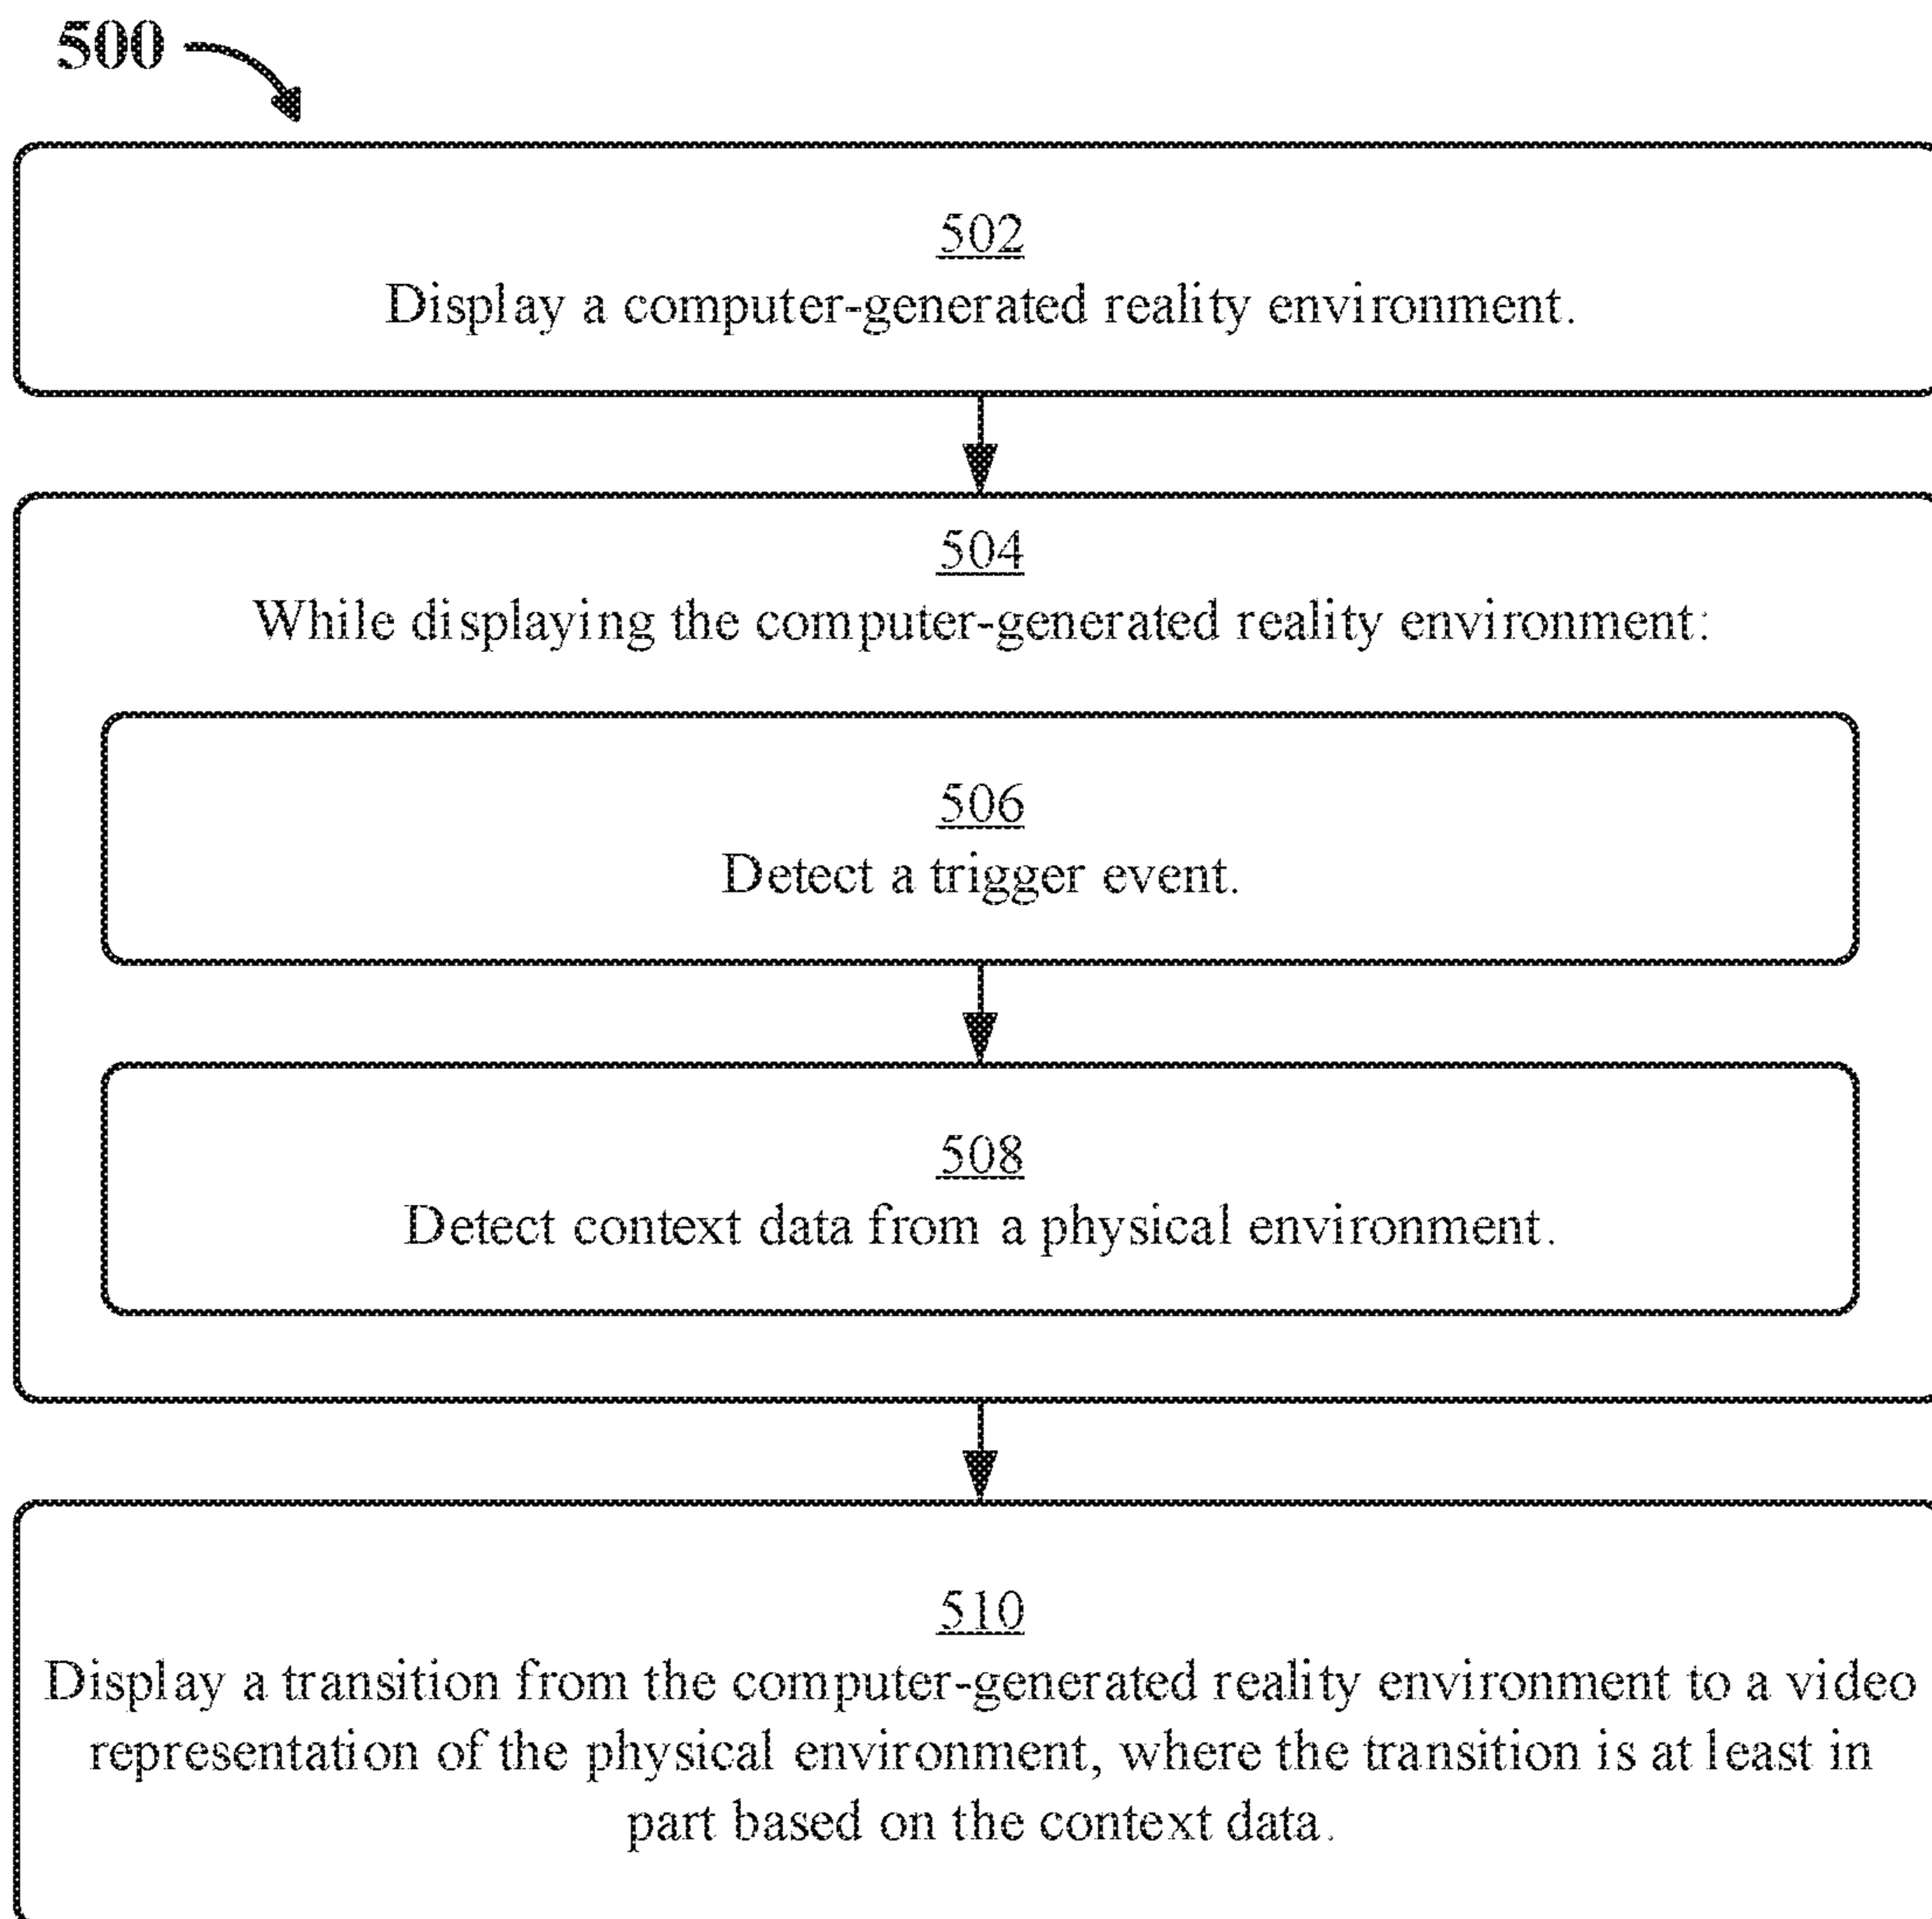 500
502
Display a computer-generated reality environment.
504
While displaying the computer-generated reality environment:
506
Detect a trigger event.
508
Detect context data from a physical environment.
510
Display a transition from the computer-generated reality environment to a video
representation of the physical environment, where the transition is at least in
part based on the context data.